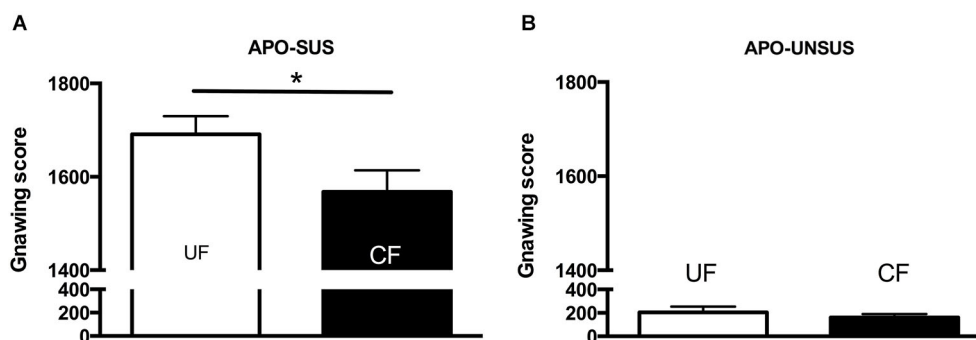 A
APO-SUS
Gnawing score
1800
1600
1400
400
200
0
*
UF
CF
B
APO-UNSUS
Gnawing score
1800
1600
1400
400
200
0
UF
CF